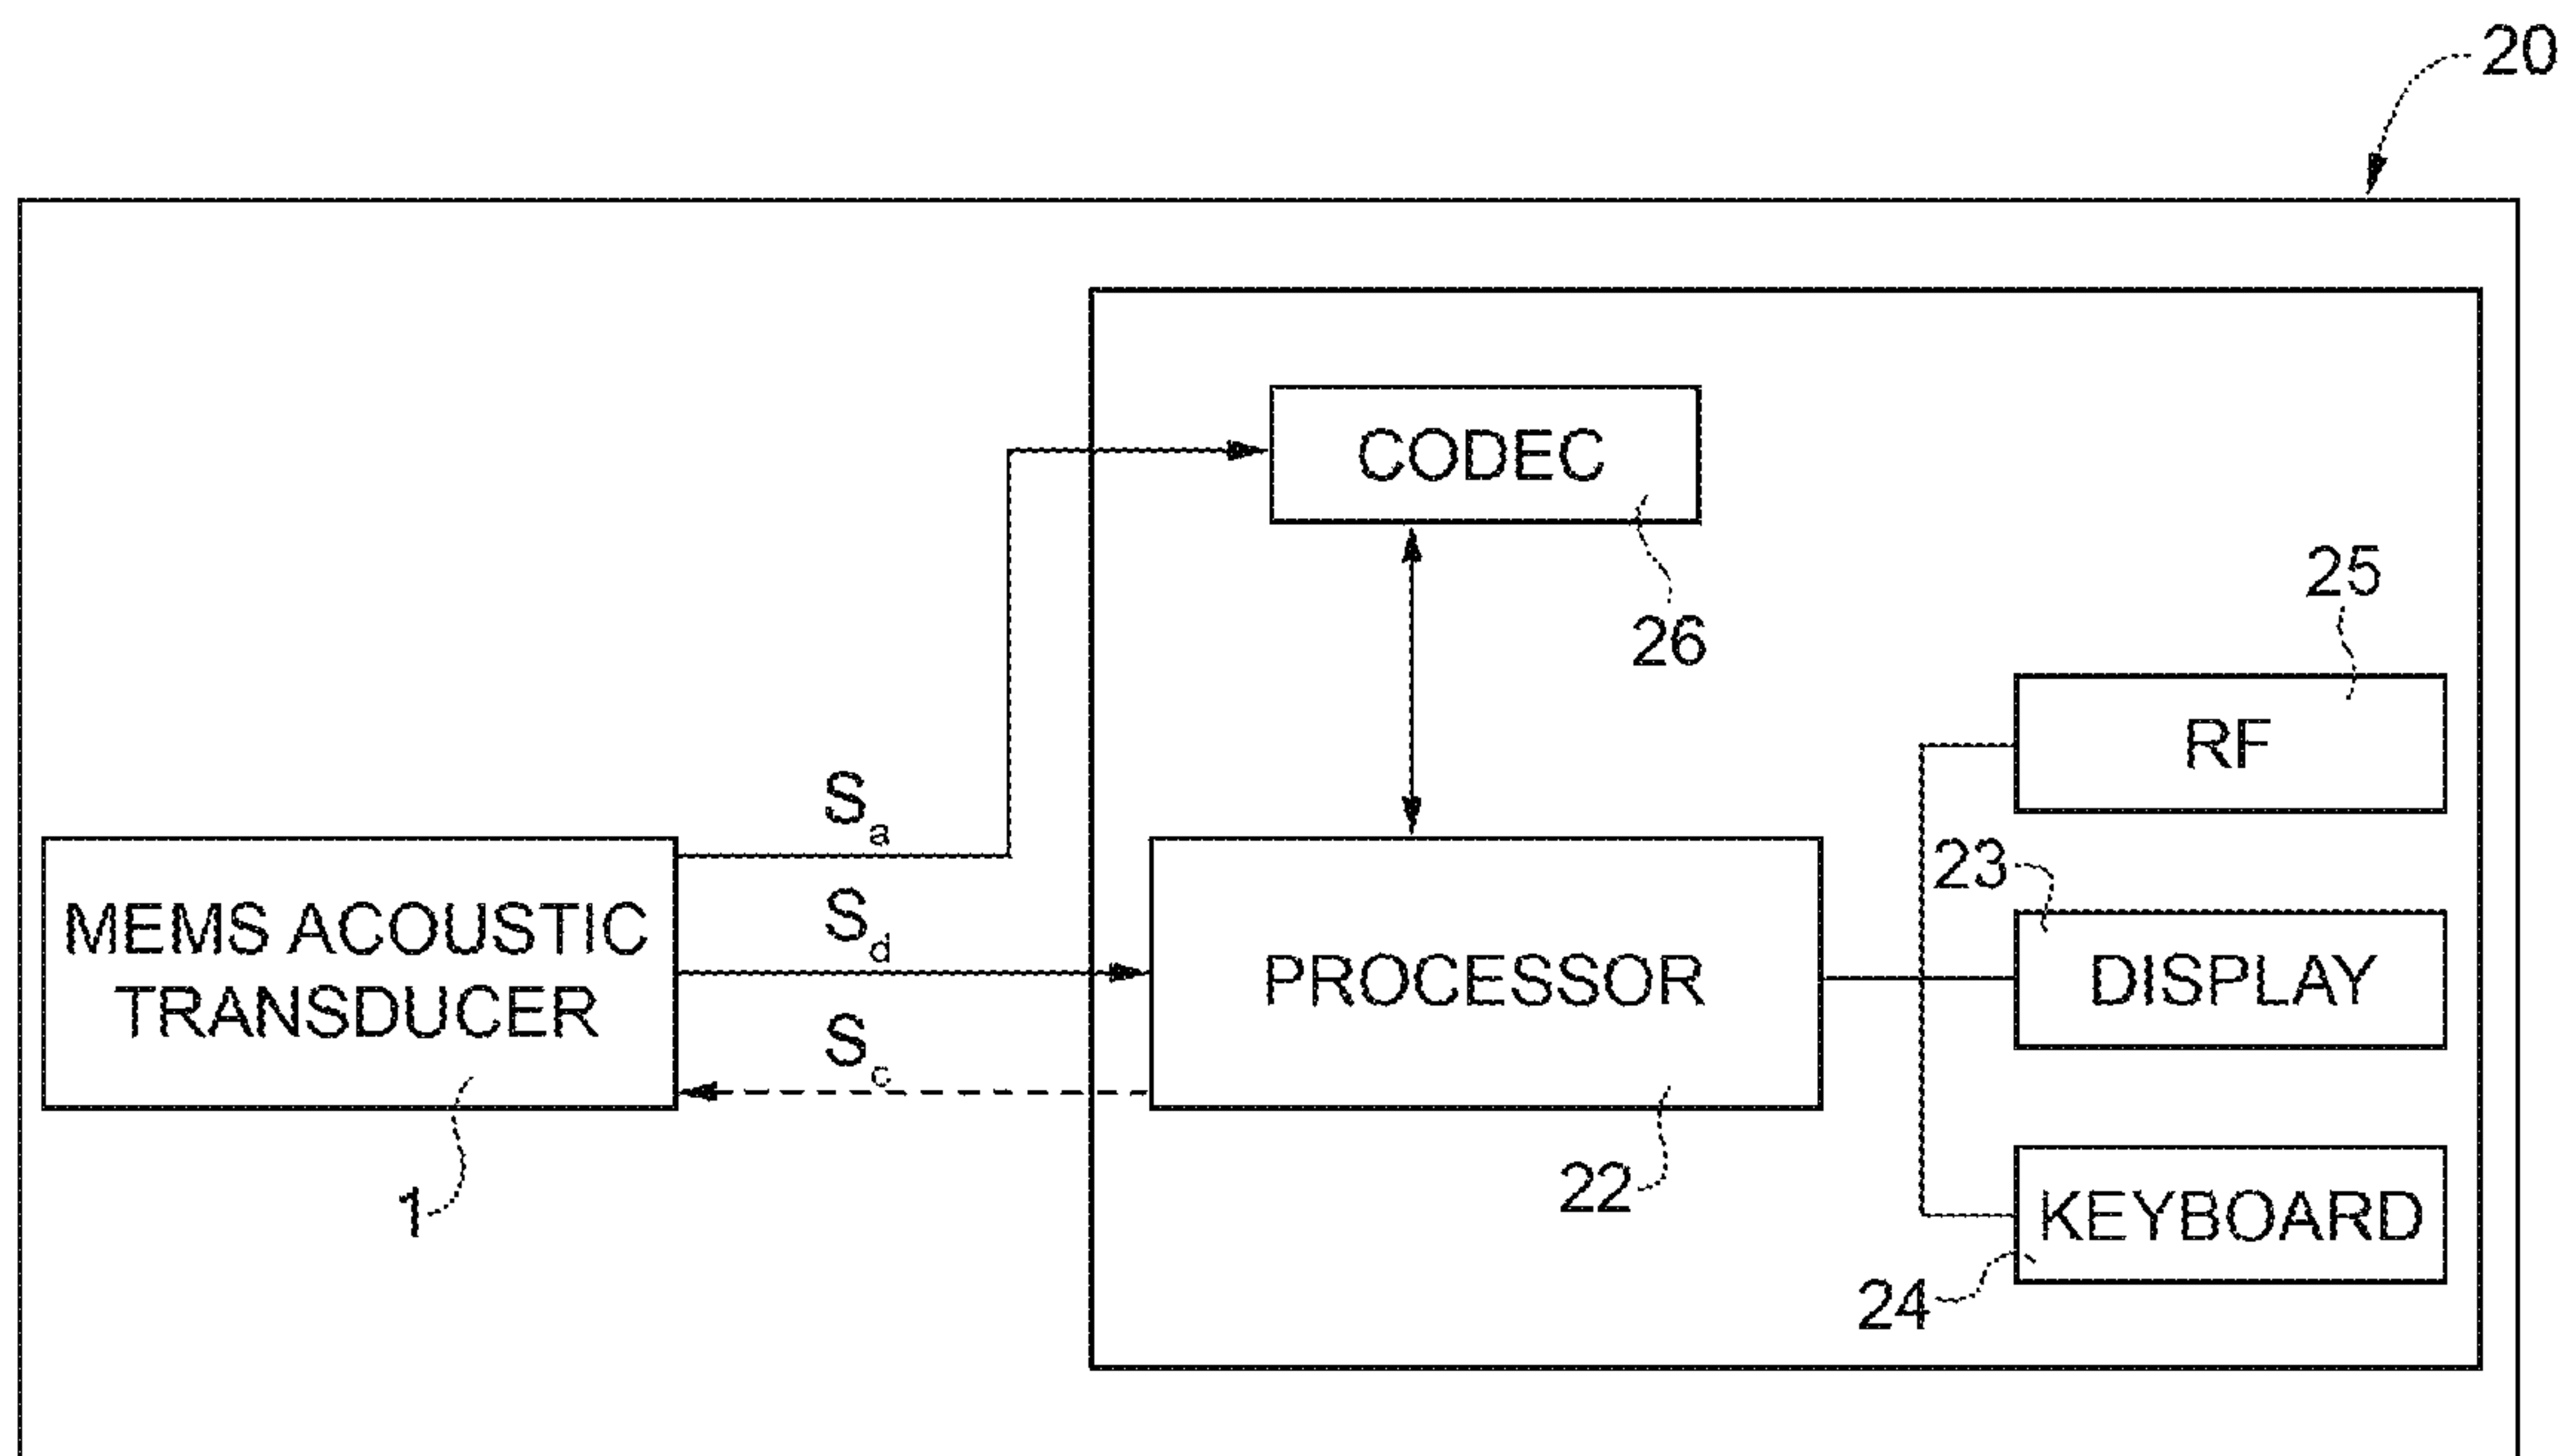 20
CODEC
26
25
RF
Sa
23
MEMS ACOUSTIC
TRANSDUCER
Sd
PROCESSOR
DISPLAY
Sc
1
22
KEYBOARD
24